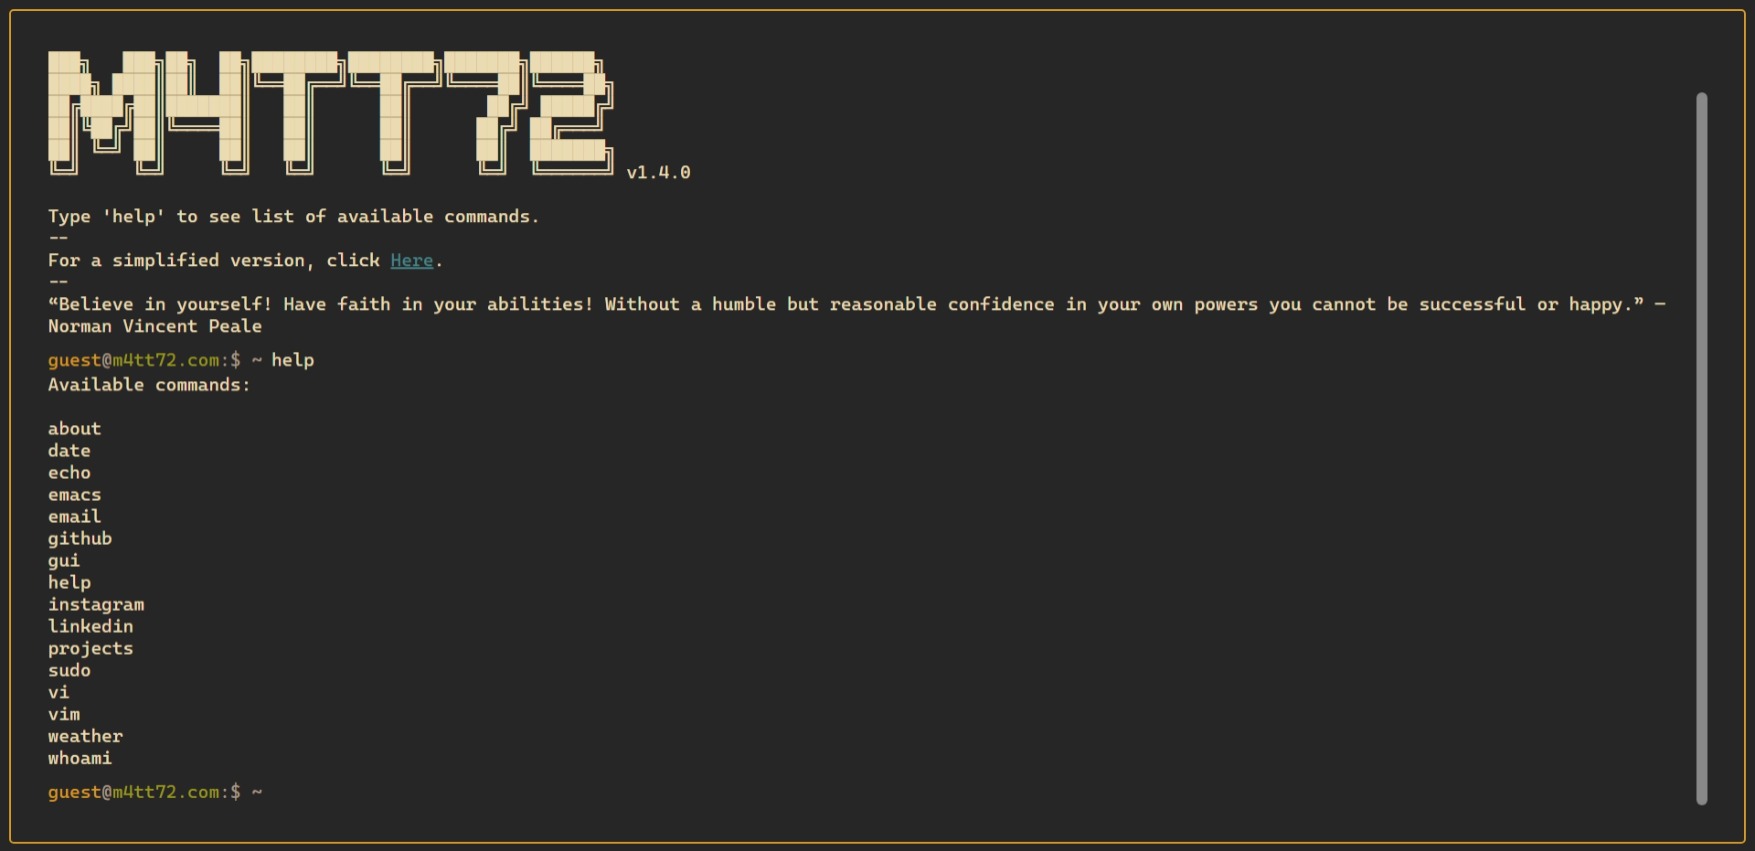 M4TT72 v1.4.0
Type 'help' to see list of available commands.
--
For a simplified version, click Here.
--
“Believe in yourself! Have faith in your abilities! Without a humble but reasonable confidence in your own powers you cannot be successful or happy.” —
Norman Vincent Peale
guest@m4tt72.com:$ ~ help
Available commands:
about
date
echo
emacs
email
github
gui
help
instagram
linkedin
projects
sudo
vi
vim
weather
whoami
guest@m4tt72.com:$ ~